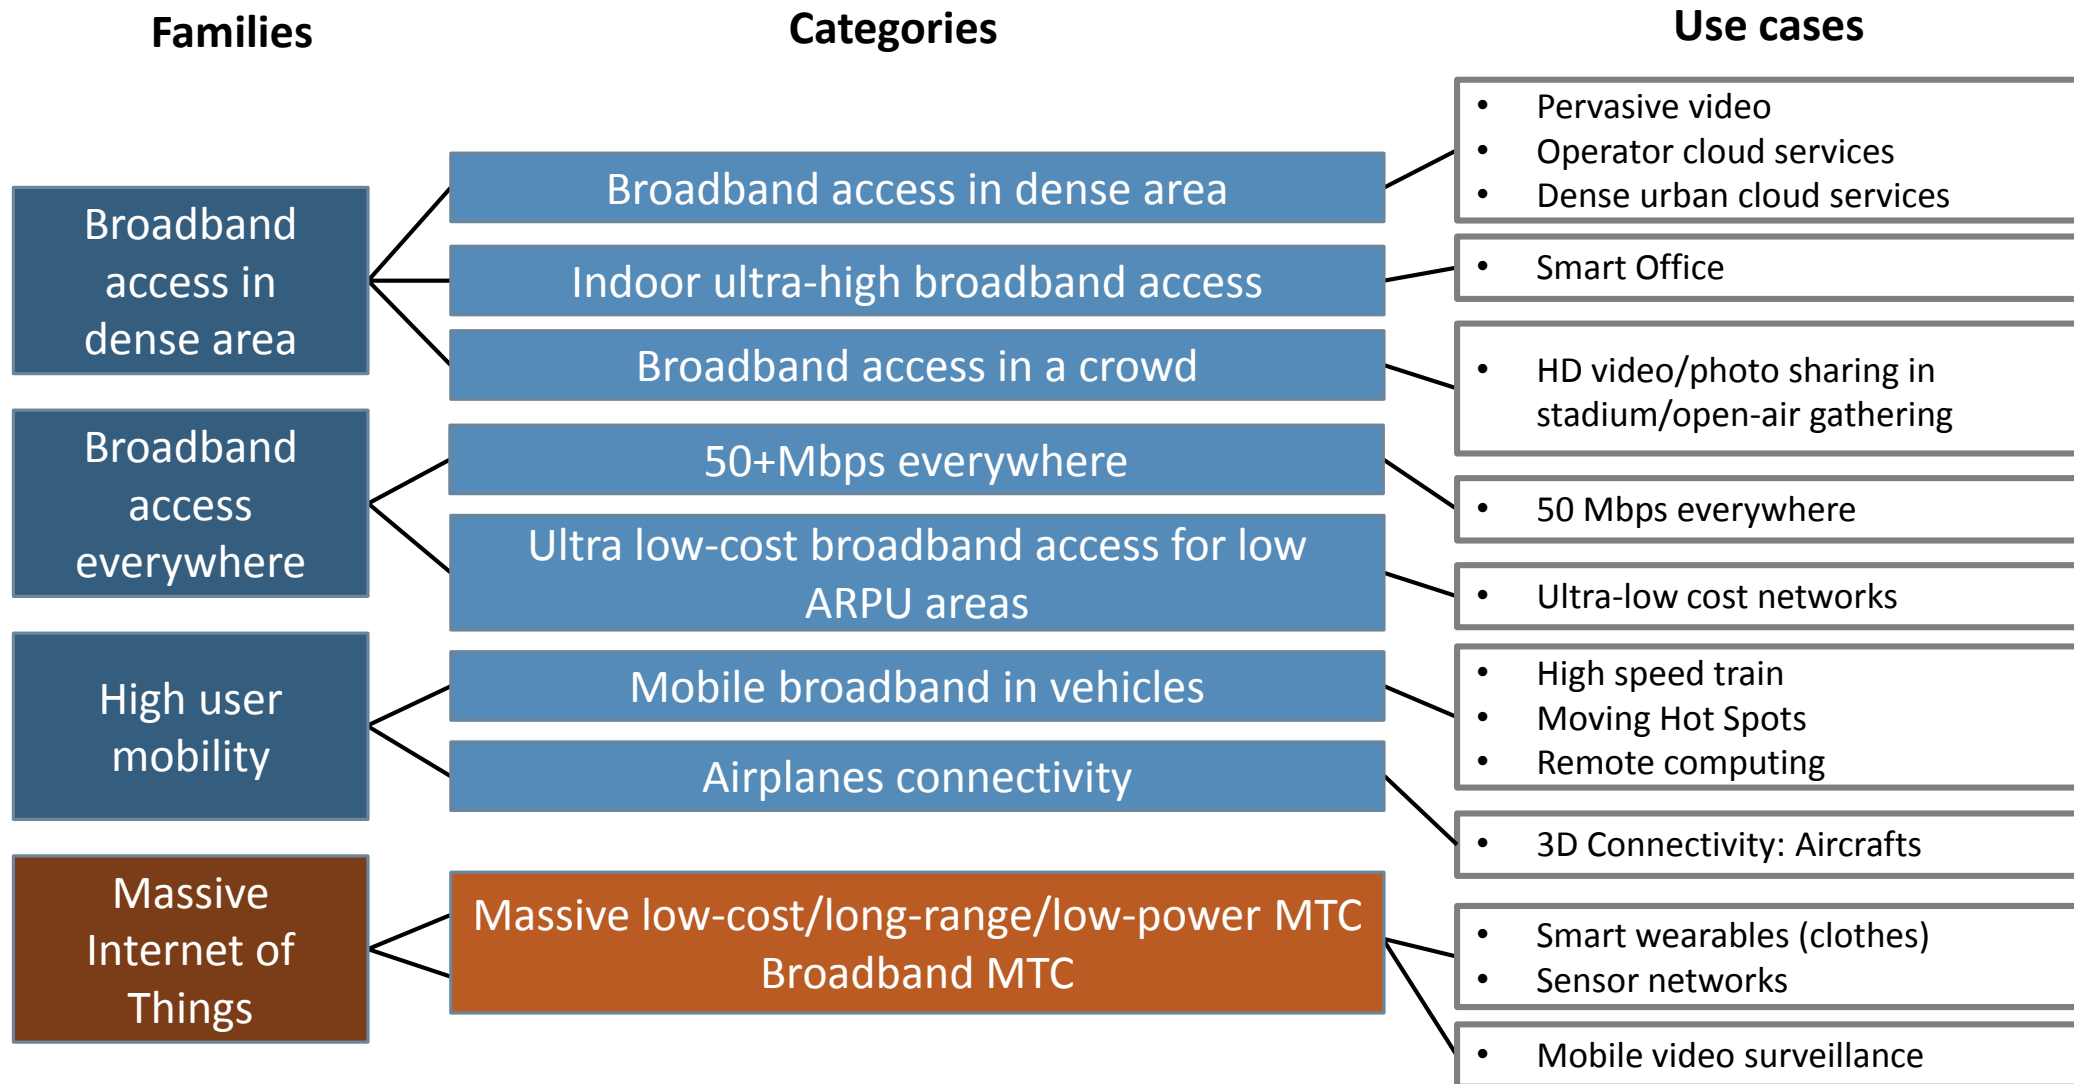 Families
Categories
Use cases
Broadband
access in
dense area
Broadband access in dense area
• Pervasive video
• Operator cloud services
• Dense urban cloud services
Indoor ultra-high broadband access
• Smart Office
Broadband access in a crowd
• HD video/photo sharing in
stadium/open-air gathering
Broadband
access
everywhere
50+Mbps everywhere
• 50 Mbps everywhere
Ultra low-cost broadband access for low
ARPU areas
• Ultra-low cost networks
High user
mobility
Mobile broadband in vehicles
• High speed train
• Moving Hot Spots
• Remote computing
Airplanes connectivity
• 3D Connectivity: Aircrafts
Massive
Internet of
Things
Massive low-cost/long-range/low-power MTC
Broadband MTC
• Smart wearables (clothes)
• Sensor networks
• Mobile video surveillance